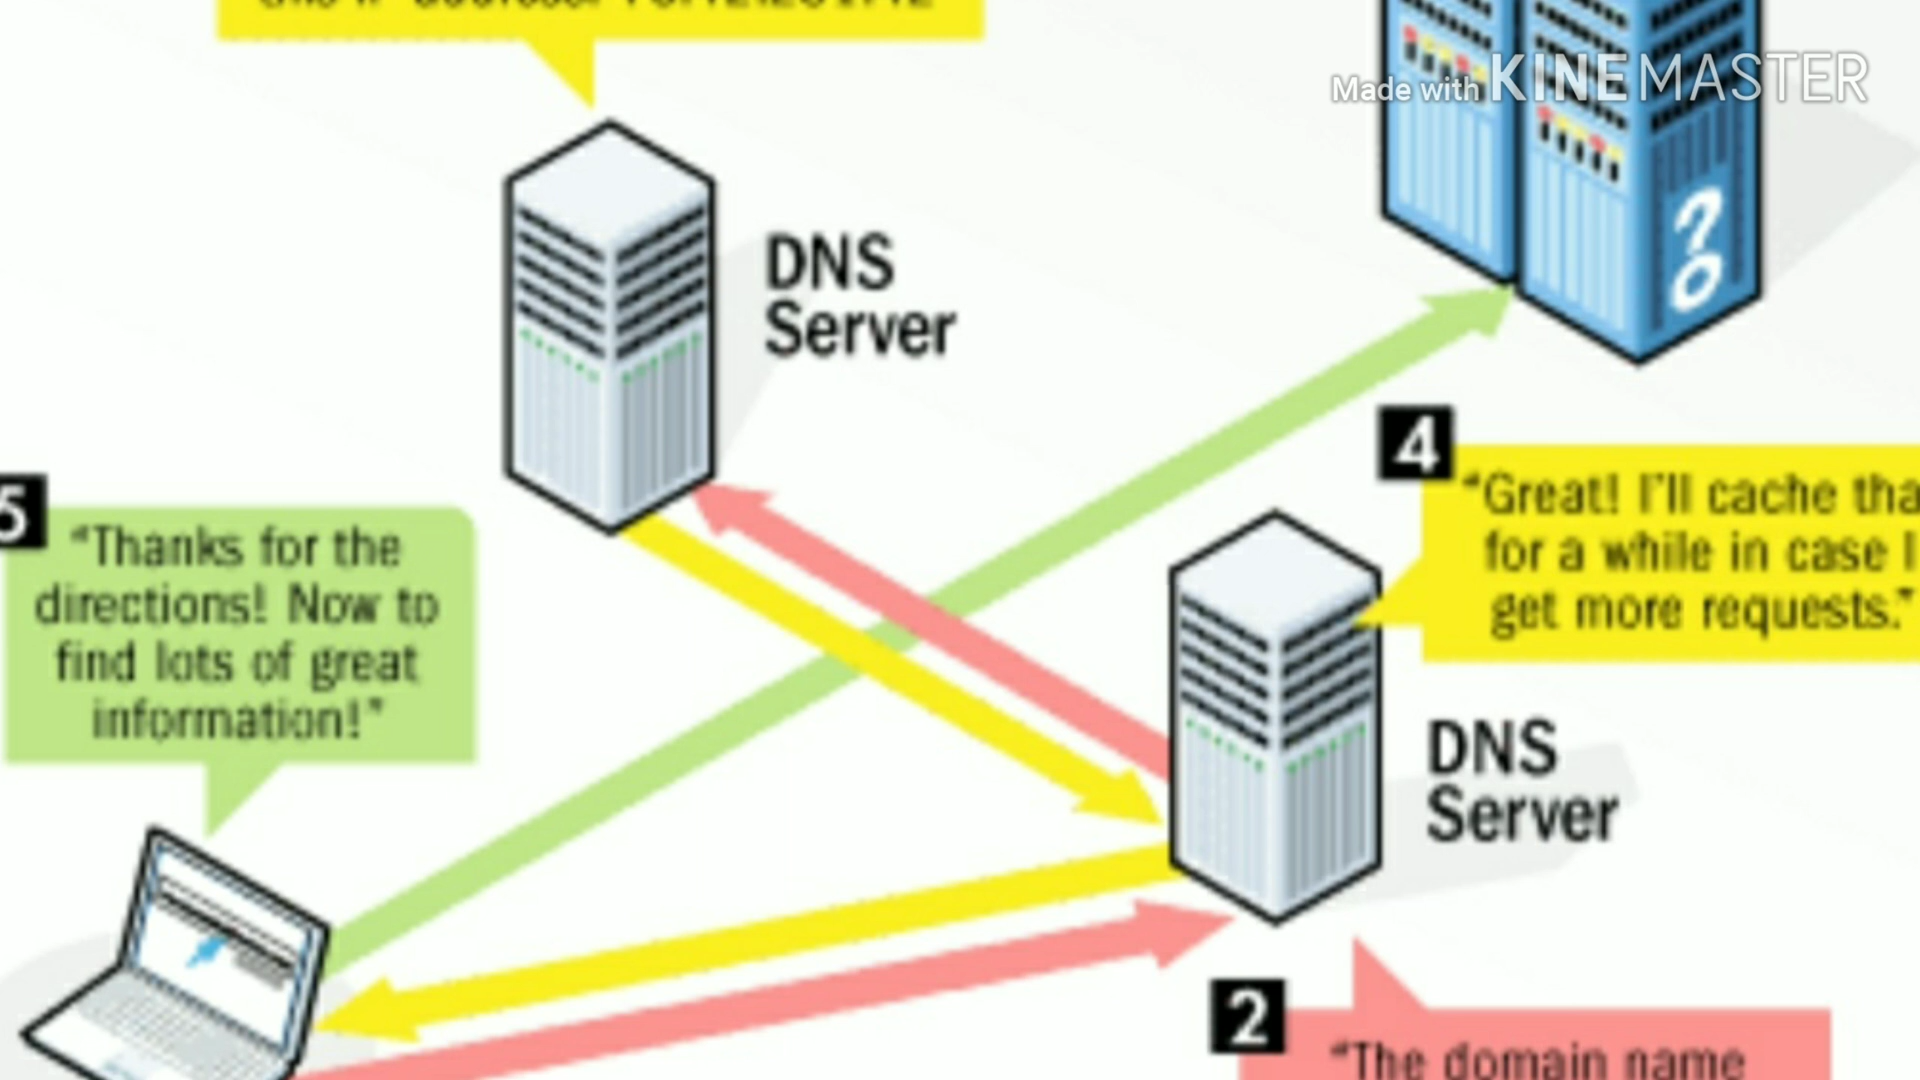 Made with KINEMASTER
DNS
Server
?
4
"Great! I'll cache tha
for a while in case I
get more requests."
5
"Thanks for the
directions! Now to
find lots of great
information!"
DNS
Server
2
"The domain name